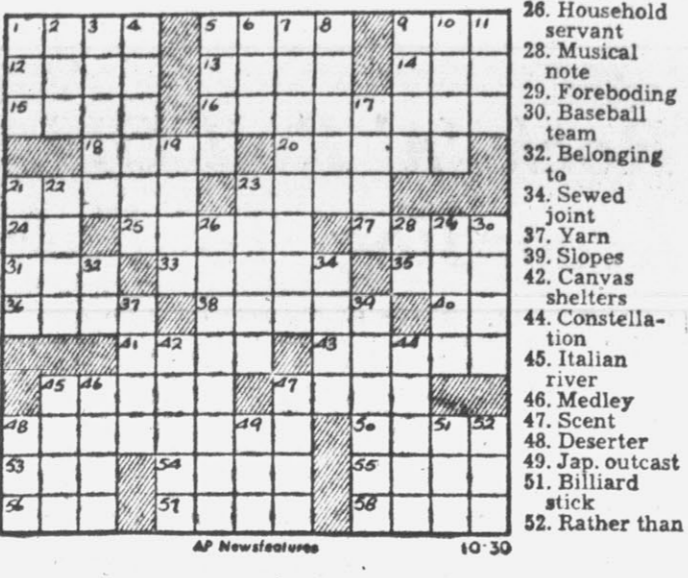 1 2 3 4 5 6 7 8 9 10 11
12 13 14
15 16 17
18 19 20
21 22 23
24 25 26 27 28 29 30
31 32 33 34 35
36 37 38 39 40
41 42 43 44
45 46 47
48 49 50 51 52
53 54 55
56 57 58
AP Newsfeatures 10-30
26. Household
servant
28. Musical
note
29. Foreboding
30. Baseball
team
32. Belonging
to
34. Sewed
joint
37. Yarn
39. Slopes
42. Canvas
shelters
44. Constella-
tion
45. Italian
river
46. Medley
47. Scent
48. Deserter
49. Jap. outcast
51. Billiard
stick
52. Rather than